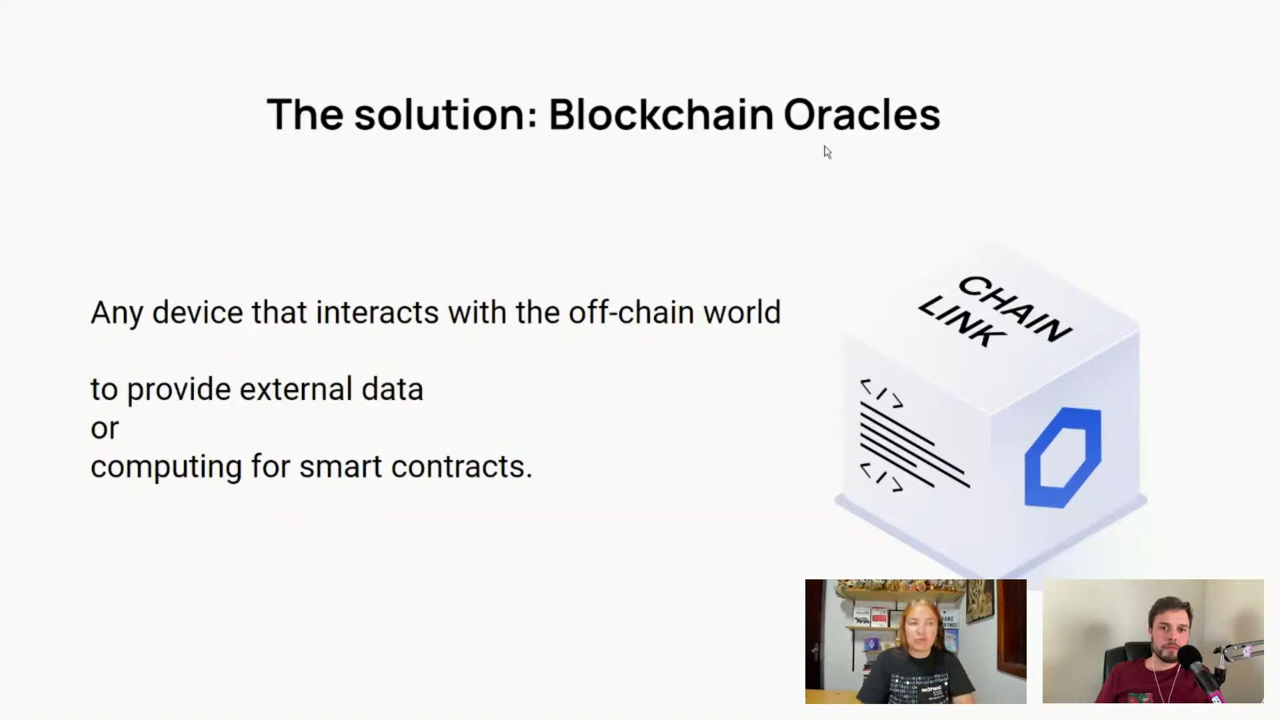 The solution: Blockchain Oracles
Any device that interacts with the off-chain world
to provide external data
or
computing for smart contracts.
CHAIN
LINK
</I>
</I>